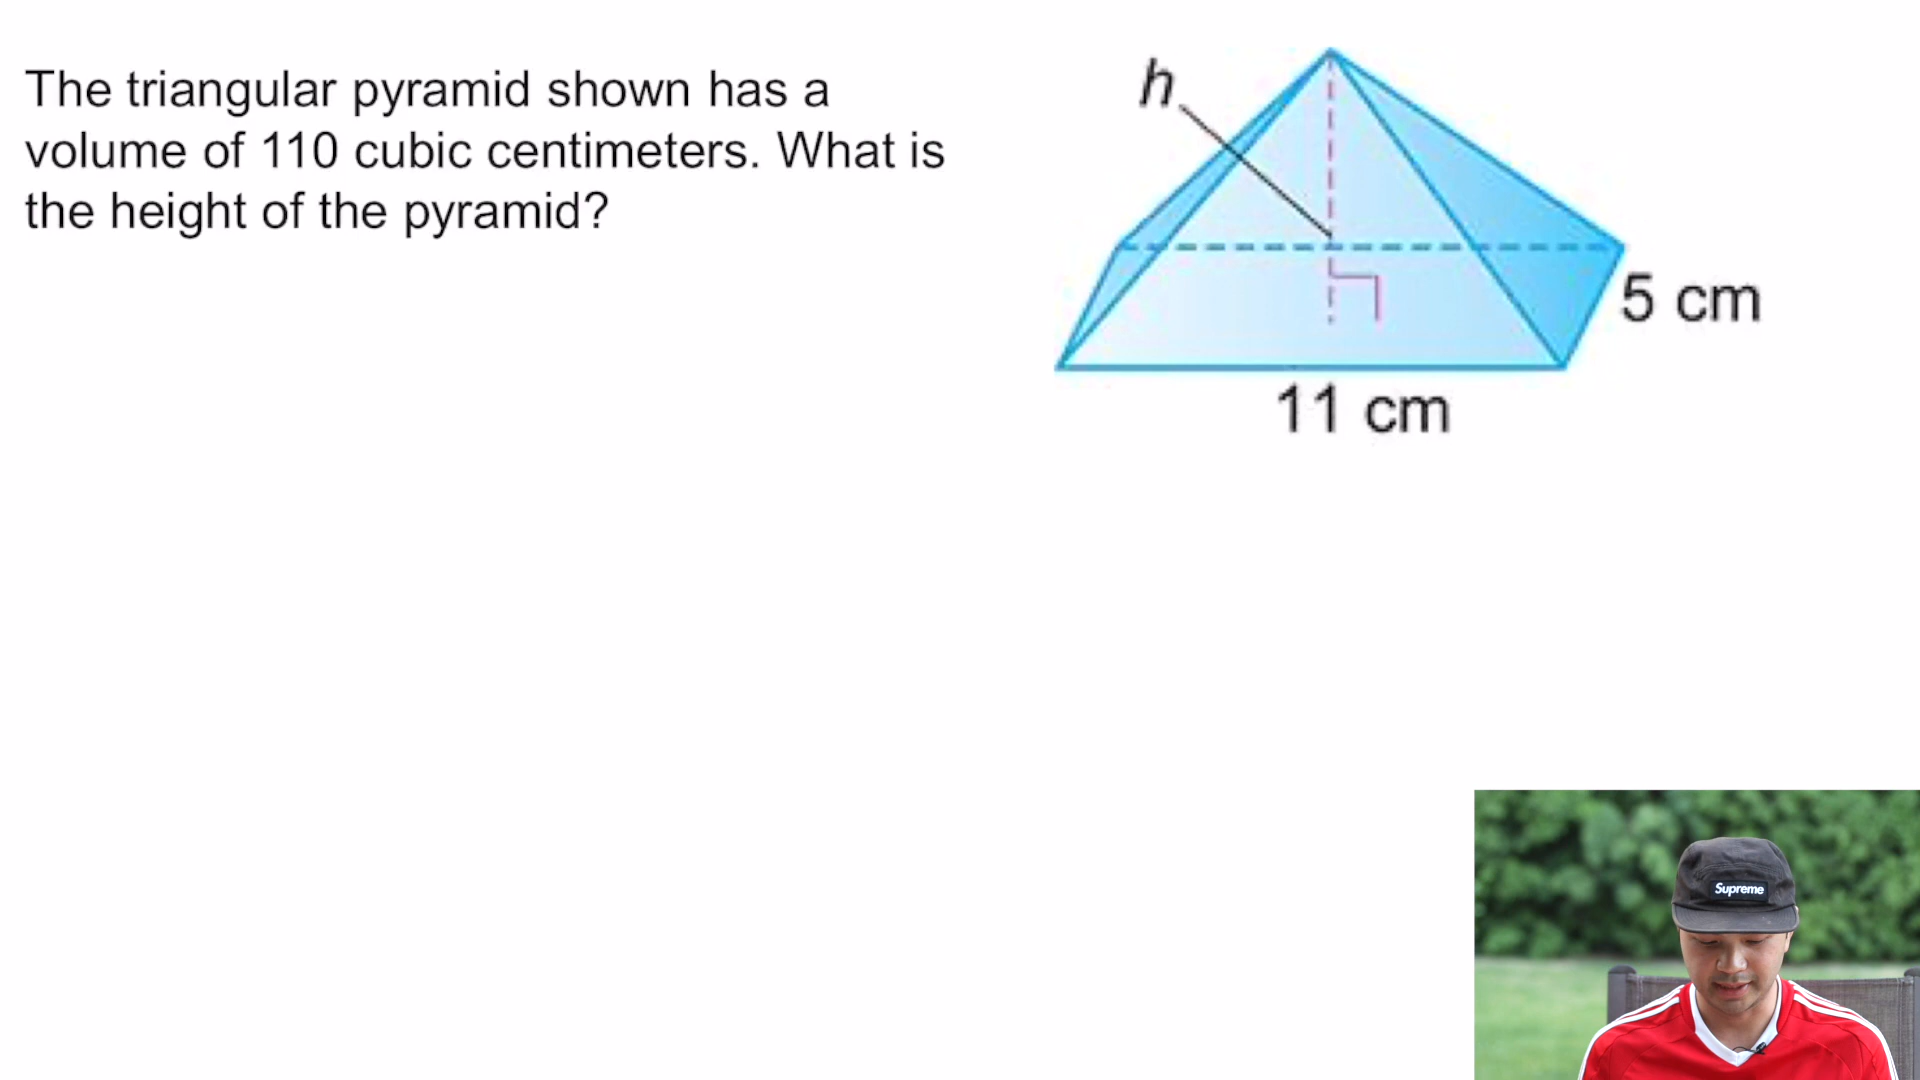 The triangular pyramid shown has a
volume of 110 cubic centimeters. What is
the height of the pyramid?
h
5 cm
11 cm
Supreme